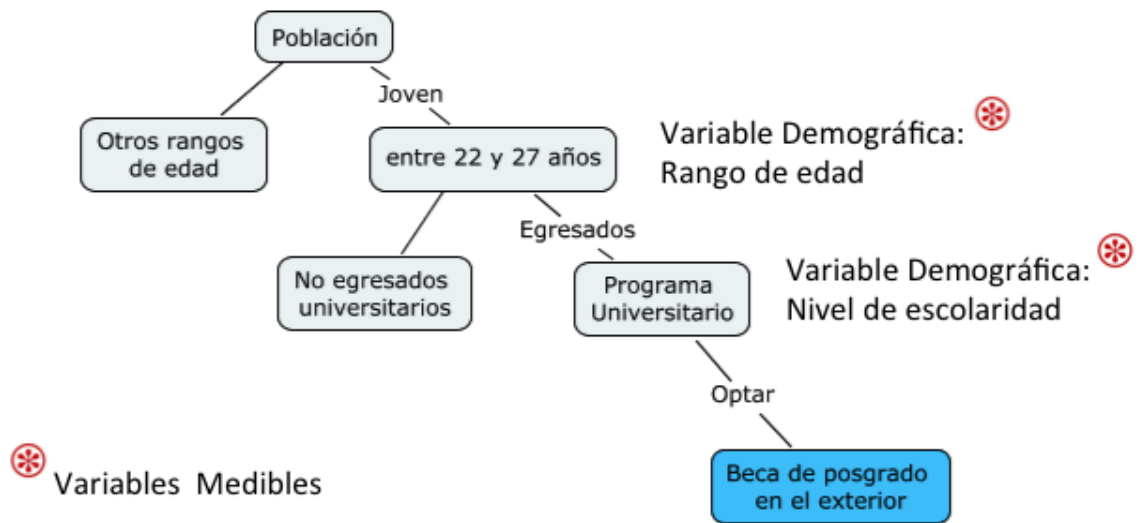 Población
Joven
Otros rangos
de edad
entre 22 y 27 años
Variable Demográfica:
Rango de edad
Egresados
No egresados
universitarios
Programa
Universitario
Variable Demográfica:
Nivel de escolaridad
Optar
Beca de posgrado
en el exterior
Variables Medibles